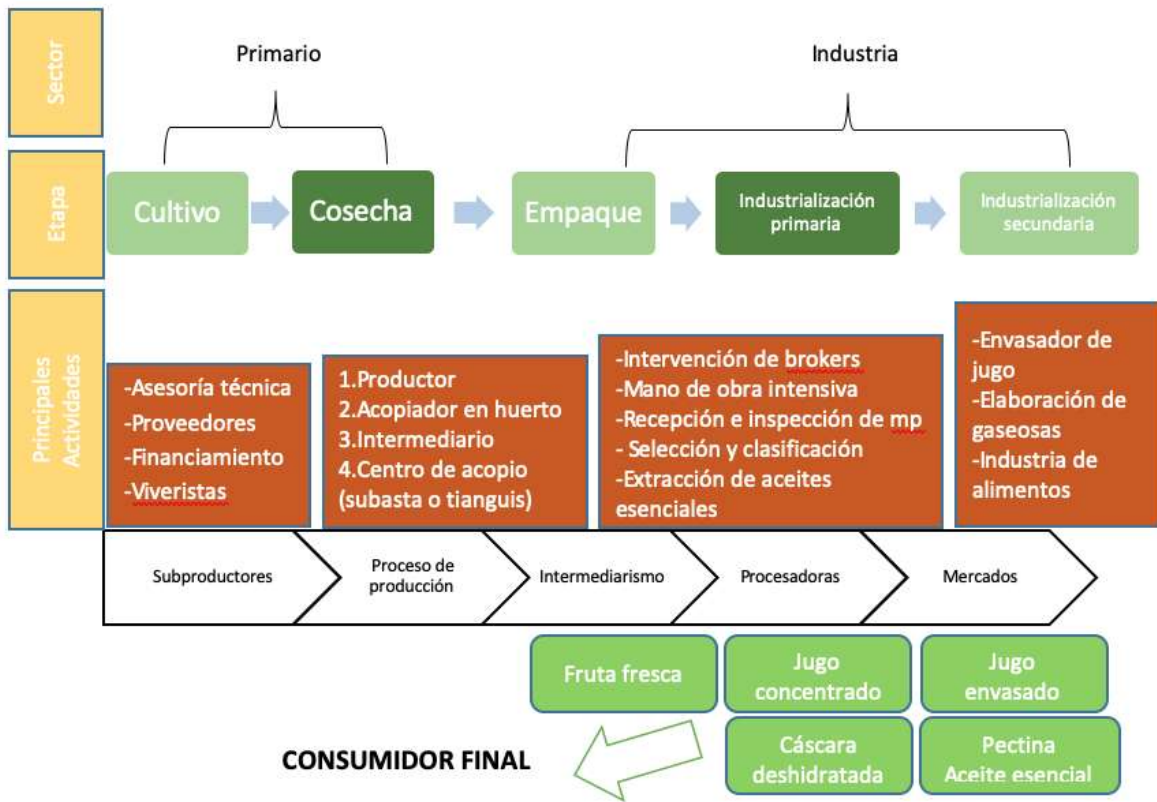 Sector
Primario
Industria
Etapa
Cultivo
Cosecha
Empaque
Industrialización
primaria
Industrialización
secundaria
Principales
Actividades
-Asesoría técnica
-Proveedores
-Financiamiento
-Viveristas
1.Productor
2.Acopiador en huerto
3.Intermediario
4.Centro de acopio
(subasta o tianguis)
-Intervención de brokers
-Mano de obra intensiva
-Recepción e inspección de mp
- Selección y clasificación
-Extracción de aceites
esenciales
-Envasador de
jugo
-Elaboración de
gaseosas
-Industria de
alimentos
Subproductores
Proceso de
producción
Intermediarismo
Procesadoras
Mercados
Fruta fresca
Jugo
concentrado
Jugo
envasado
CONSUMIDOR FINAL
Cáscara
deshidratada
Pectina
Aceite esencial